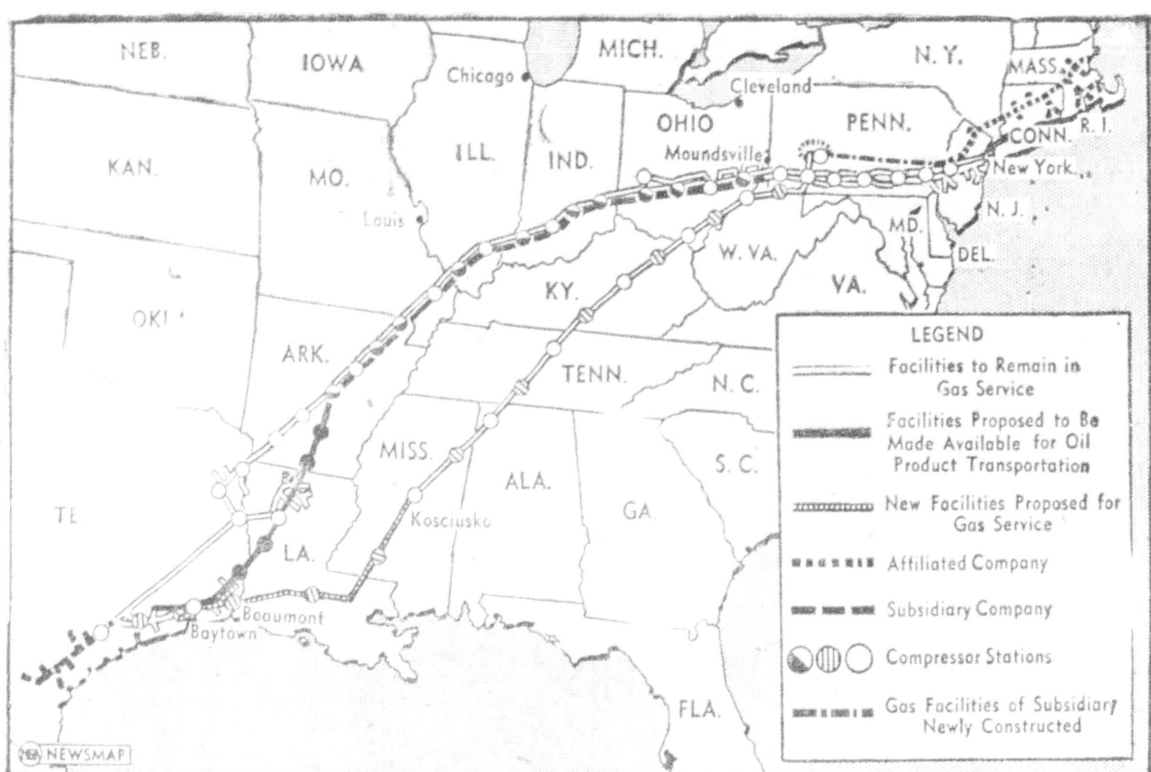 NEB.
IOWA
MICH.
N. Y.
MASS.
Chicago
Cleveland
OHIO
PENN.
CONN.
R. I.
KAN.
MO.
ILL.
IND.
Moundsville
New York
Louis
N. J.
MD.
DEL.
W. VA.
VA.
KY.
ARK.
TENN.
N. C.
MISS.
ALA.
GA.
S. C.
Kosciusko
LA.
Beaumont
Baytown
FLA.
LEGEND
Facilities to Remain in
Gas Service
Facilities Proposed to Be
Made Available for Oil
Product Transportation
New Facilities Proposed for
Gas Service
Affiliated Company
Subsidiary Company
Compressor Stations
Gas Facilities of Subsidiary
Newly Constructed
NEA NEWSMAP